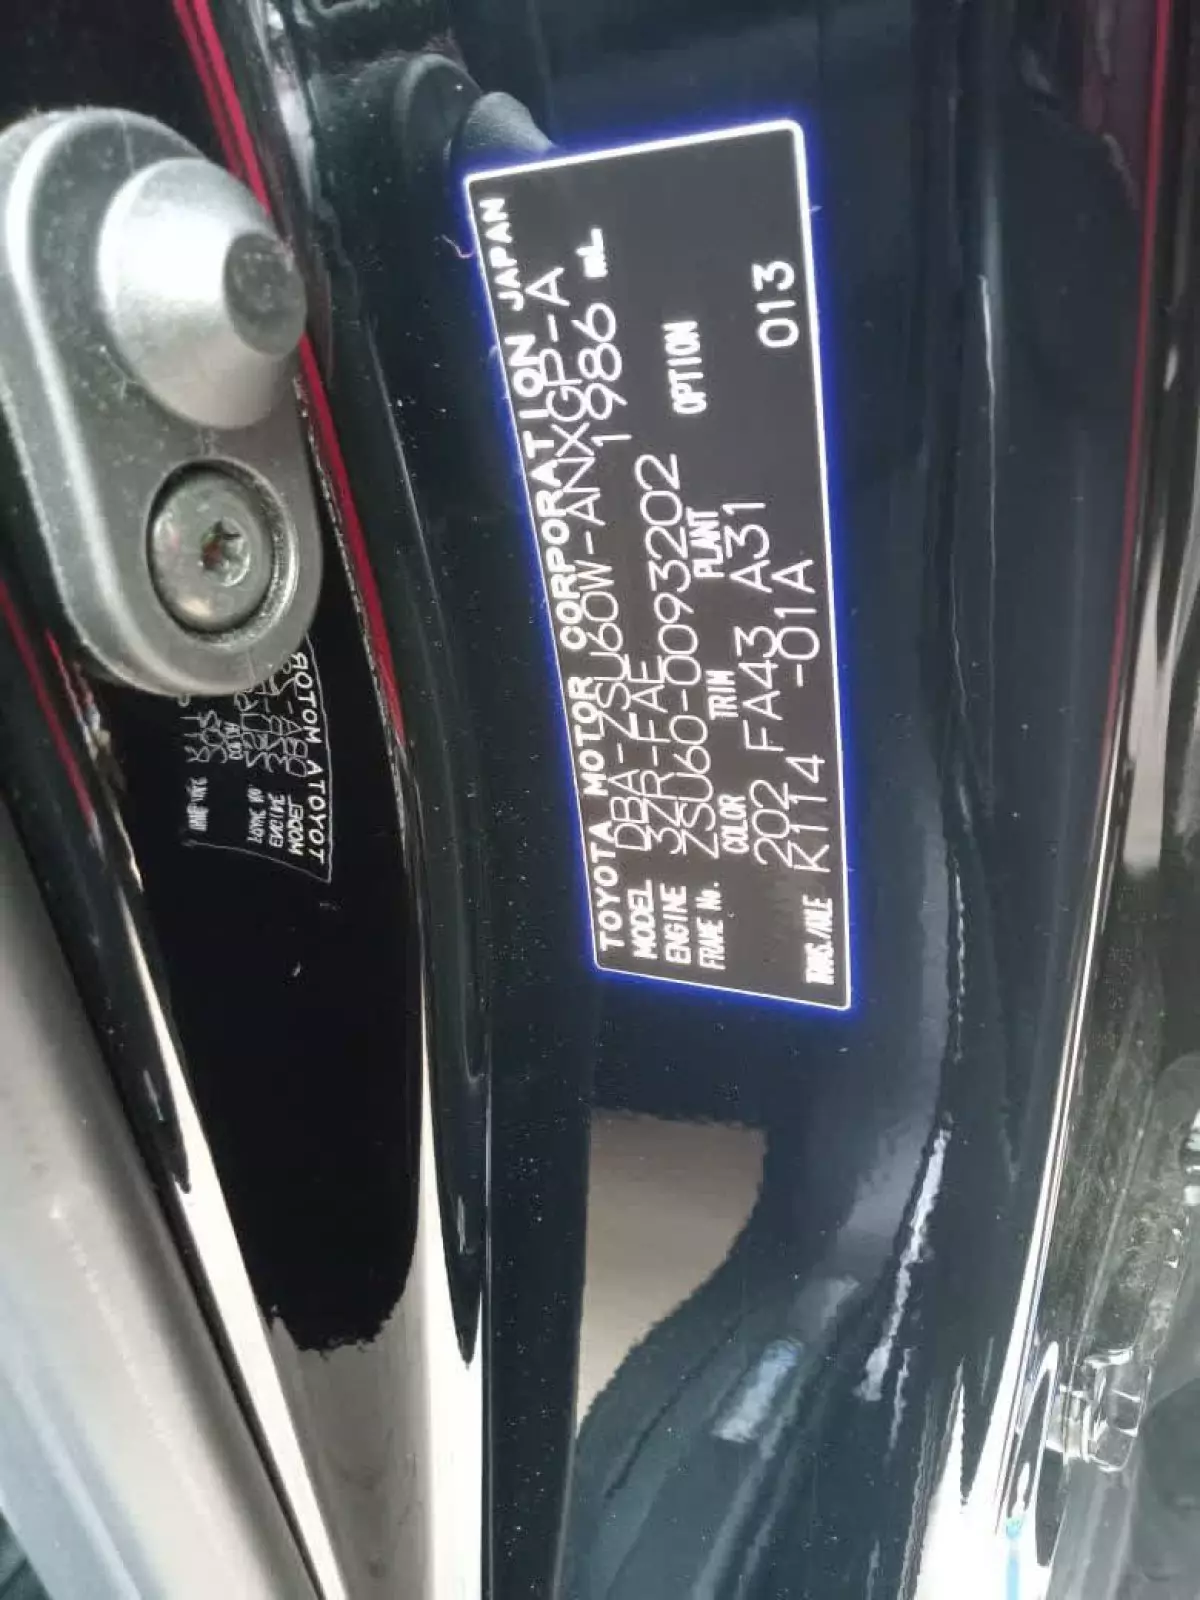 TOYOTA MOTOR CORPORATION JAPAN
MODEL DBA-ZSU60W-ANXGP-A
ENGINE 3ZR-FAE 1986 mL
FRAME No. ZSU60-0093202
COLOR TRIM PLANT OPTION
202 FA43 A31 013
TRANS./AXLE K114 -01A